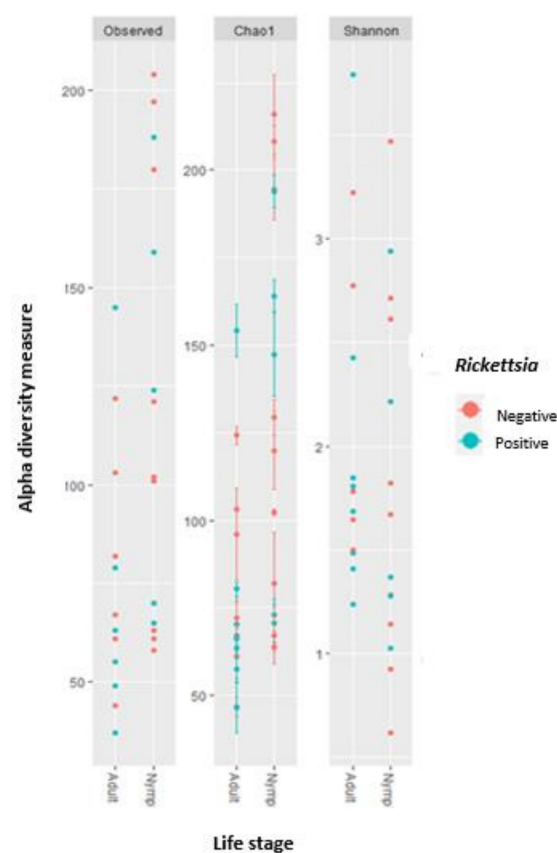 Observed
Chao1
Shannon
200
150
100
50
200
150
100
50
3
2
1
Alpha diversity measure
Adult
Nymp
Adult
Nymp
Adult
Nymp
Life stage
Rickettsia
Negative
Positive